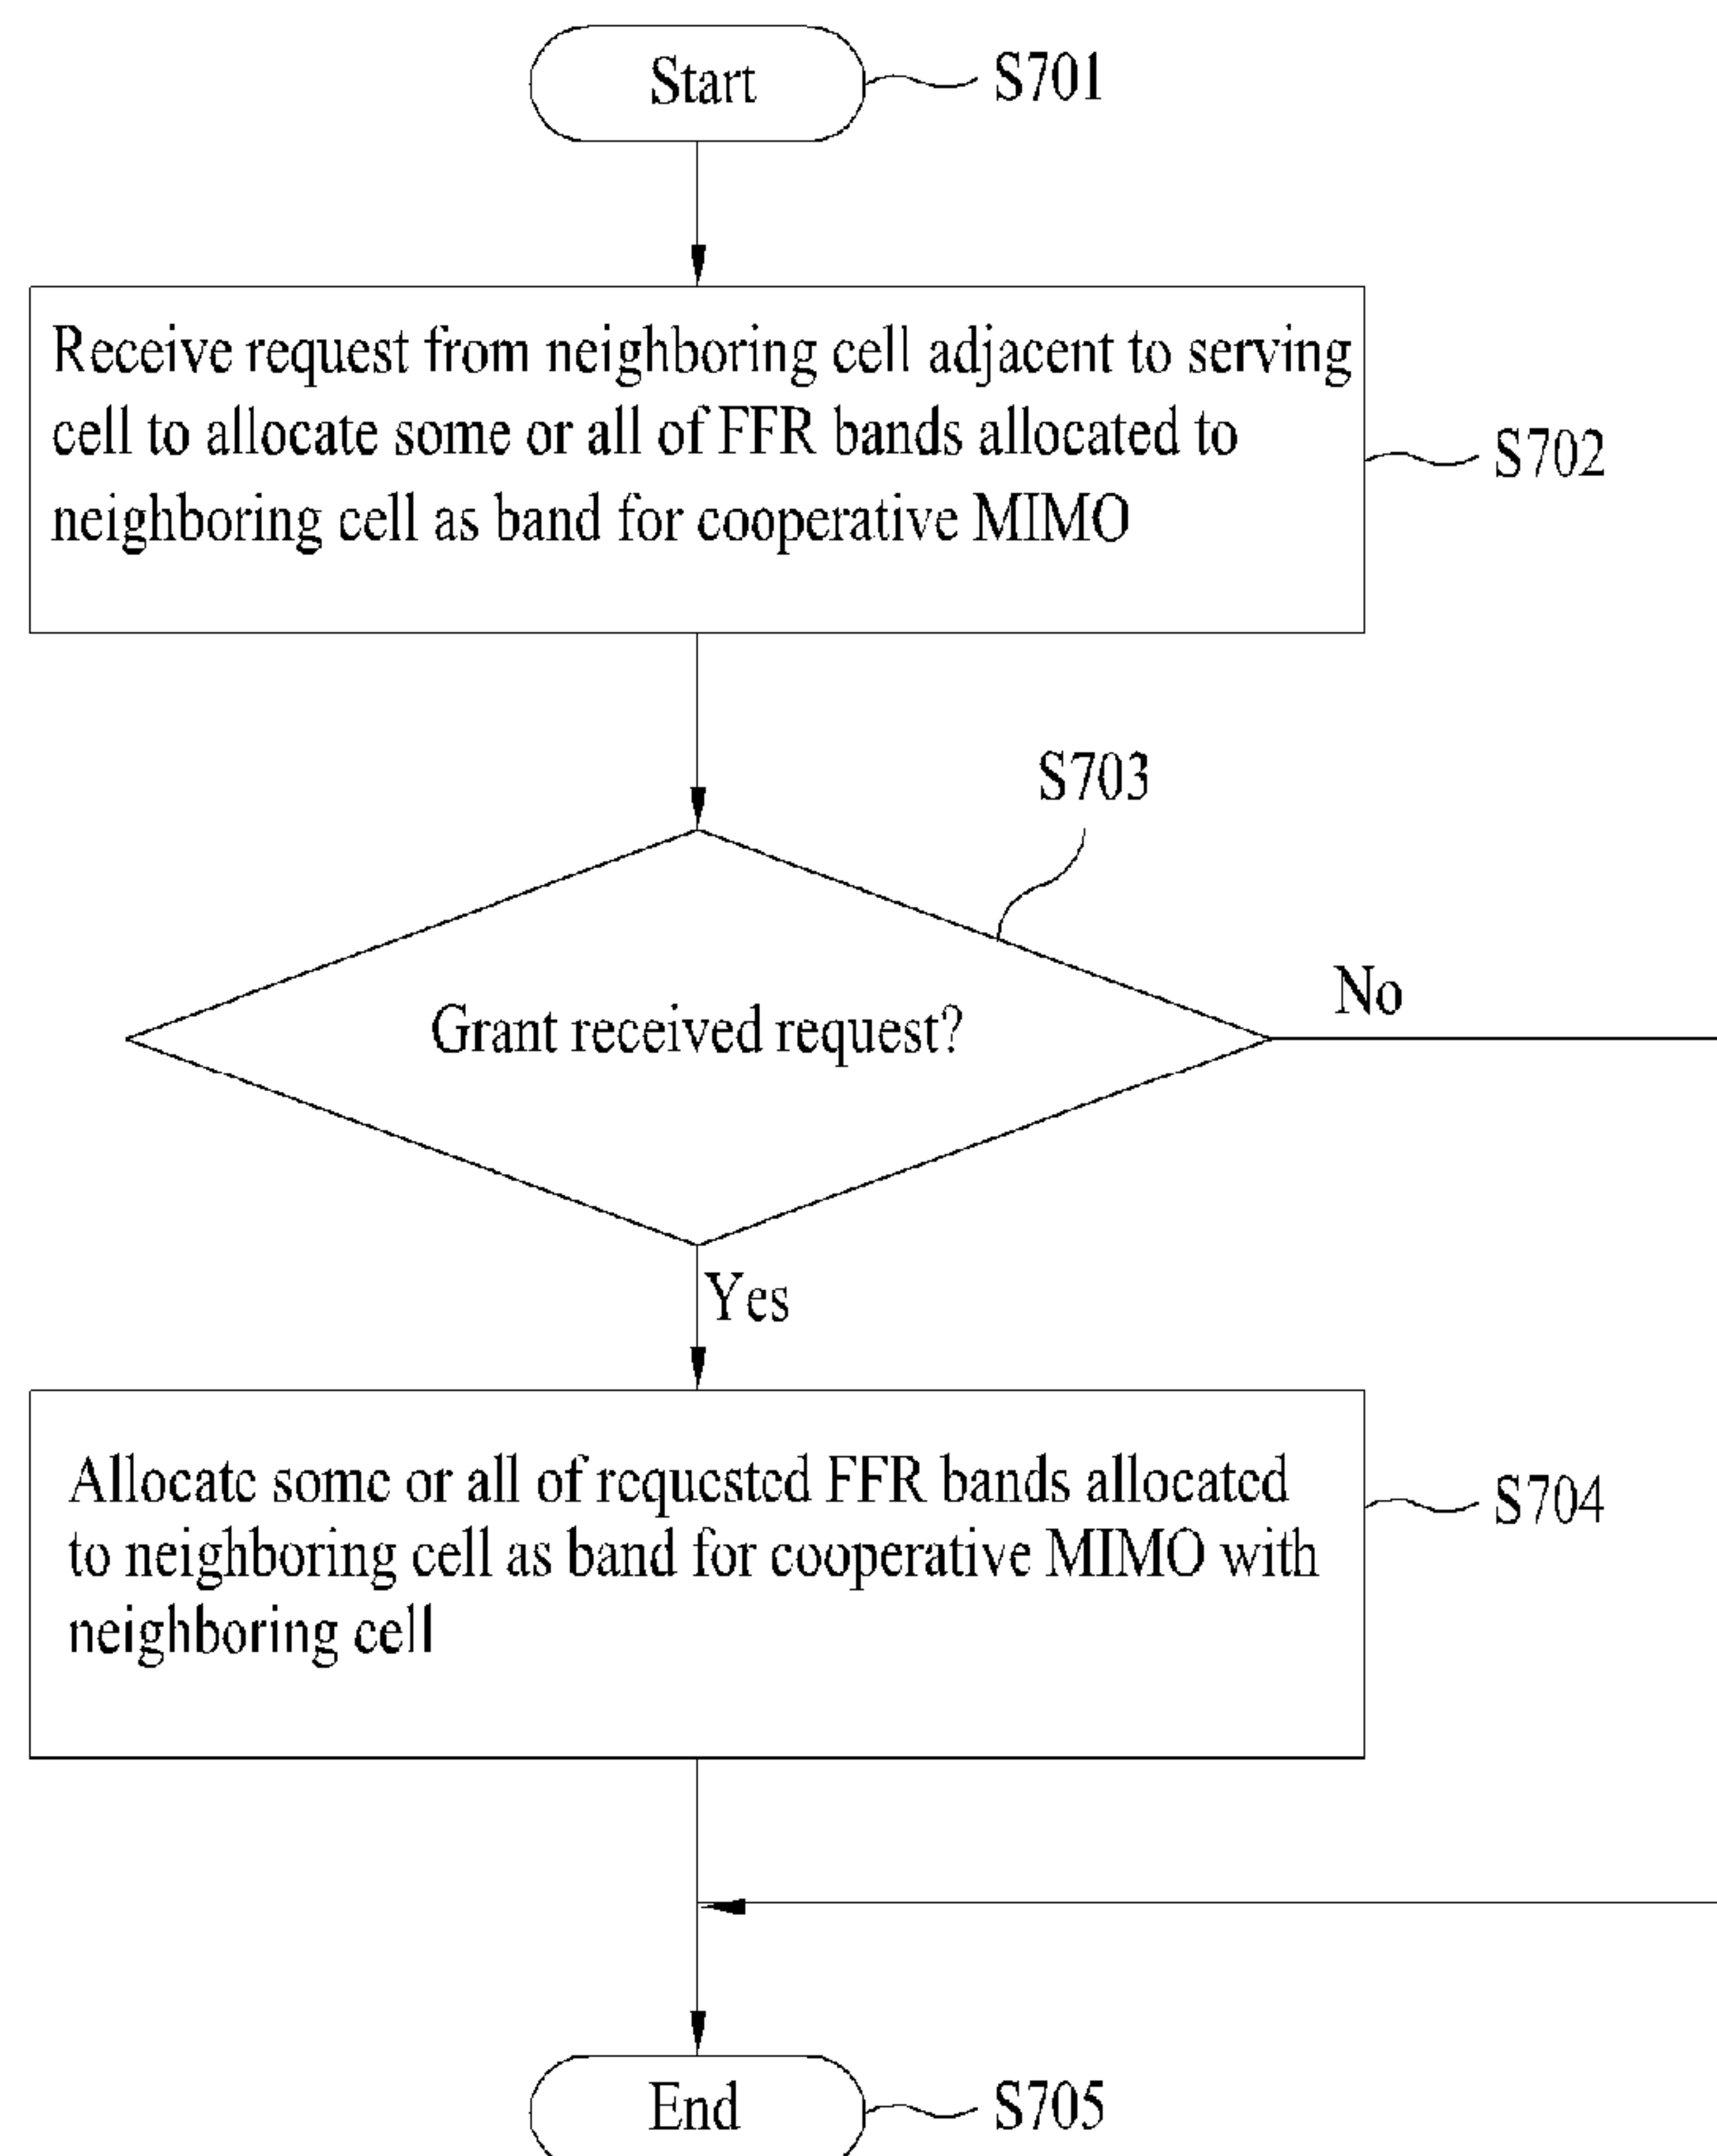 Start
S701
Receive request from neighboring cell adjacent to serving
cell to allocate some or all of FFR bands allocated to
neighboring cell as band for cooperative MIMO
S702
S703
Grant received request?
No
Yes
Allocate some or all of requested FFR bands allocated
to neighboring cell as band for cooperative MIMO with
neighboring cell
S704
End
S705